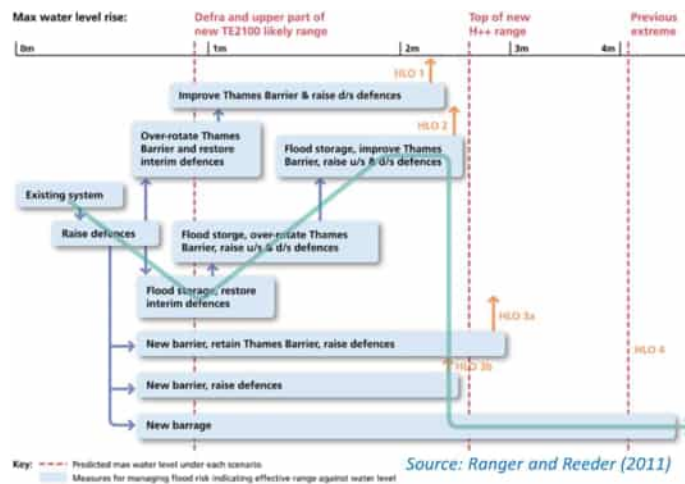 Max water level rise:
Defra and upper part of
new TE2100 likely range
Top of new
H++ range
Previous
extreme
0m
1m
2m
3m
4m
HLO 1
Improve Thames Barrier & raise d/s defences
HLO 2
Over-rotate Thames
Barrier and restore
interim defences
Flood storage, improve Thames
Barrier, raise u/s & d/s defences
Existing system
Raise defences
Flood storge, over-rotate Thames
Barrier, raise u/s & d/s defences
Flood storage, restore
interim defences
HLO 3a
New barrier, retain Thames Barrier, raise defences
HLO 4
HLO 3b
New barrier, raise defences
New barrage
Key:
Predicted max water level under each scenario
Measures for managing flood risk indicating effective range against water level
Source: Ranger and Reeder (2011)